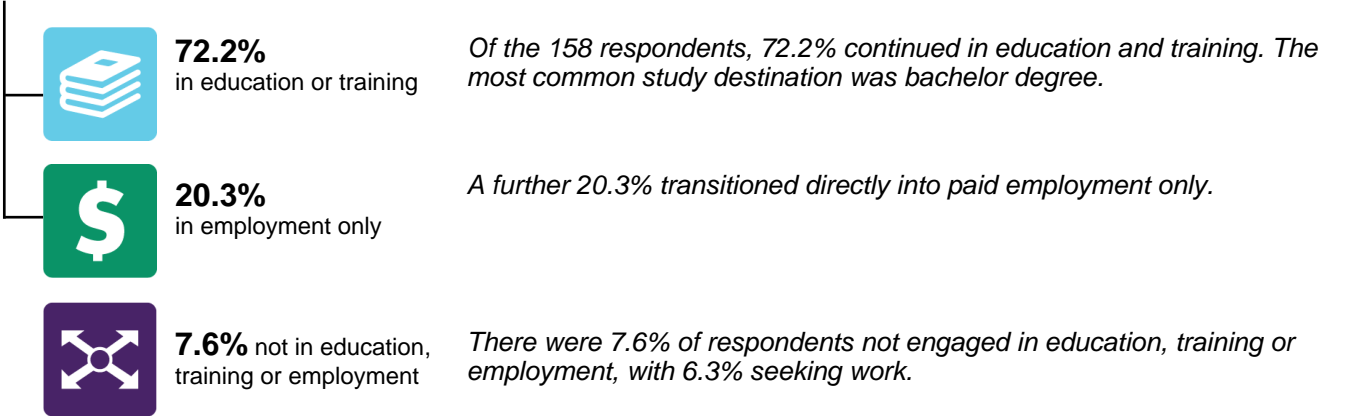 72.2%
in education or training
Of the 158 respondents, 72.2% continued in education and training. The
most common study destination was bachelor degree.
$
20.3%
in employment only
A further 20.3% transitioned directly into paid employment only.
7.6% not in education,
training or employment
There were 7.6% of respondents not engaged in education, training or
employment, with 6.3% seeking work.